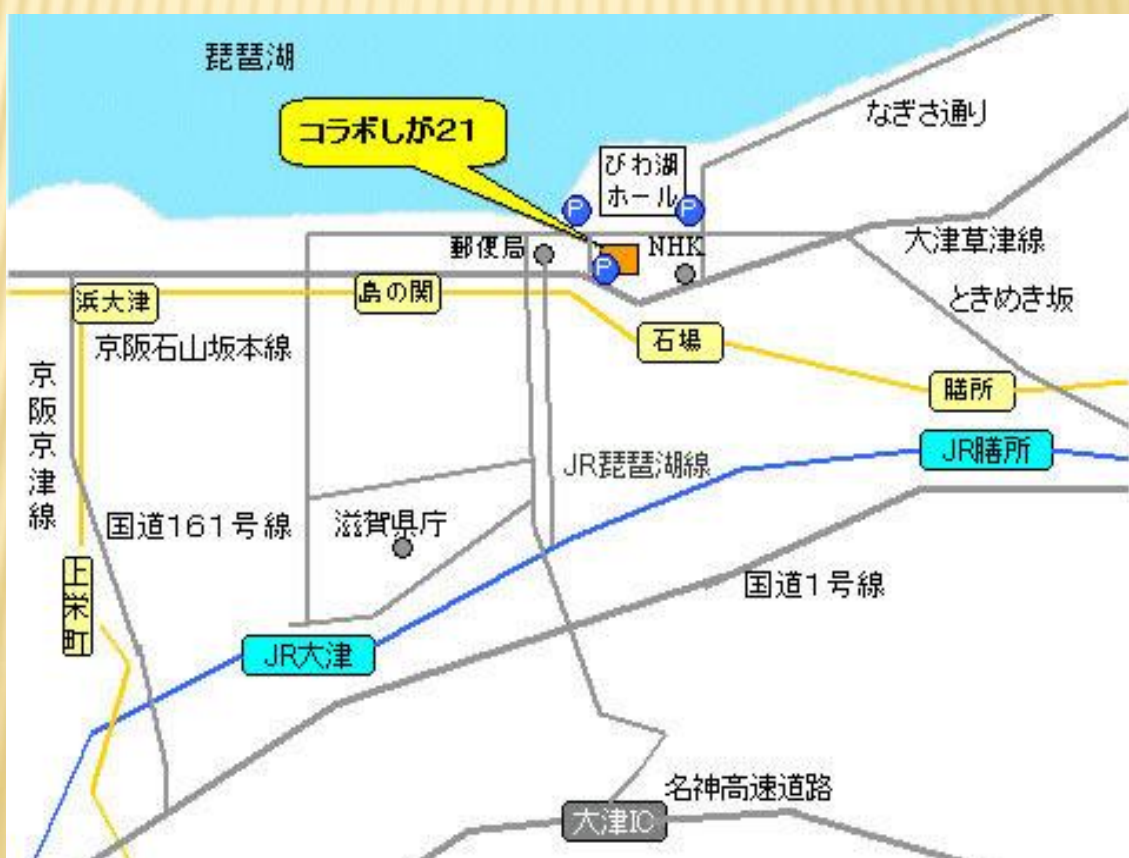 琵琶湖
コラボしが21
なぎさ通り
びわ湖
ホール
P
P
郵便局
NHK
P
大津草津線
浜大津
島の関
ときめき坂
京阪石山坂本線
石場
京阪京津線
膳所
JR琵琶湖線
JR膳所
国道161号線
滋賀県庁
国道1号線
上栄町
JR大津
名神高速道路
大津IC